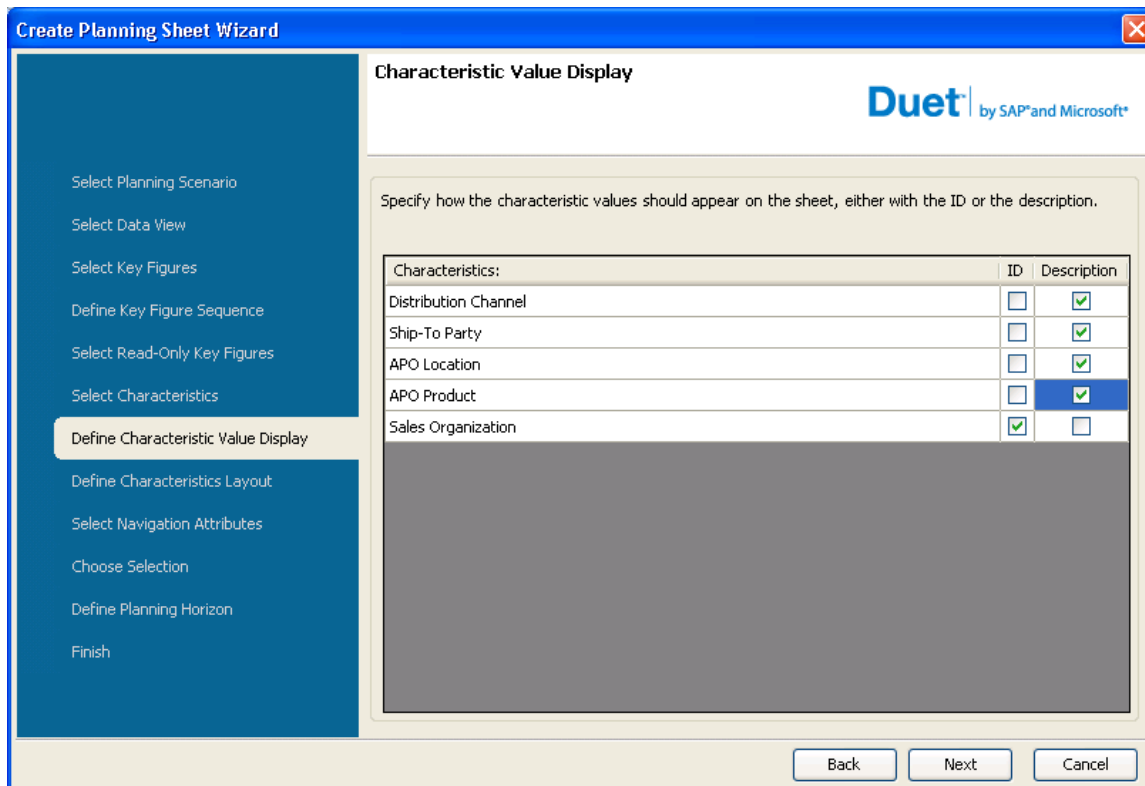 Create Planning Sheet Wizard
Characteristic Value Display
Duet™ by SAP® and Microsoft®
Select Planning Scenario
Select Data View
Select Key Figures
Define Key Figure Sequence
Select Read-Only Key Figures
Select Characteristics
Define Characteristic Value Display
Define Characteristics Layout
Select Navigation Attributes
Choose Selection
Define Planning Horizon
Finish
Specify how the characteristic values should appear on the sheet, either with the ID or the description.
Characteristics: ID Description
Distribution Channel
Ship-To Party
APO Location
APO Product
Sales Organization
Back Next Cancel